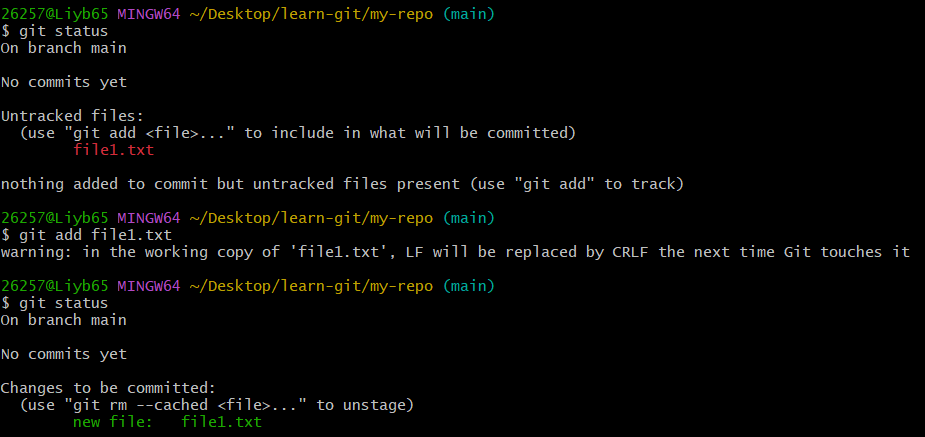 26257@Liyb65 MINGW64 ~/Desktop/learn-git/my-repo (main)
$ git status
On branch main
No commits yet
Untracked files:
  (use "git add <file>..." to include in what will be committed)
        file1.txt
nothing added to commit but untracked files present (use "git add" to track)
26257@Liyb65 MINGW64 ~/Desktop/learn-git/my-repo (main)
$ git add file1.txt
warning: in the working copy of 'file1.txt', LF will be replaced by CRLF the next time Git touches it
26257@Liyb65 MINGW64 ~/Desktop/learn-git/my-repo (main)
$ git status
On branch main
No commits yet
Changes to be committed:
  (use "git rm --cached <file>..." to unstage)
        new file:   file1.txt